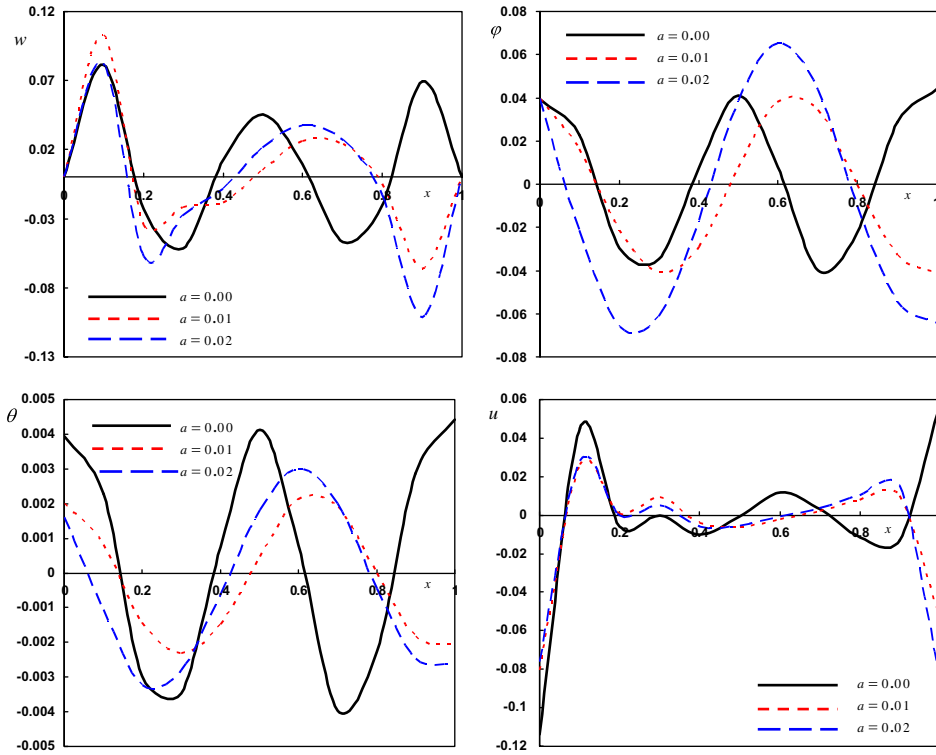 0.12
w
0.07
0.02
-0.03
-0.08
-0.13
0 0.2 0.4 0.6 0.8 x 1
a = 0.00
a = 0.01
a = 0.02
0.08
φ
0.06
0.04
0.02
0
-0.02
-0.04
-0.06
-0.08
0 0.2 0.4 0.6 0.8 x 1
a = 0.00
a = 0.01
a = 0.02
0.005
θ
0.004
0.003
0.002
0.001
0
-0.001
-0.002
-0.003
-0.004
-0.005
0 0.2 0.4 0.6 0.8 x 1
a = 0.00
a = 0.01
a = 0.02
0.06
u
0.04
0.02
0
-0.02
-0.04
-0.06
-0.08
-0.1
-0.12
0 0.2 0.4 0.6 0.8 x 1
a = 0.00
a = 0.01
a = 0.02